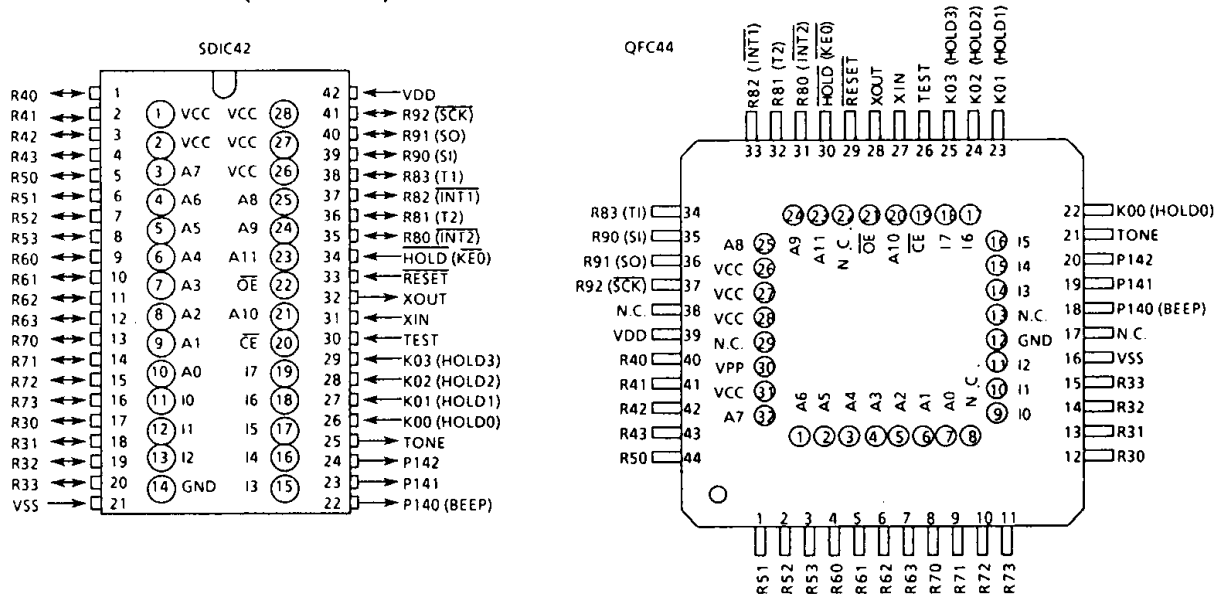 SDIC42
R40 1 42 VDD
R41 2 41 R92 (SCK)
R42 3 40 R91 (SO)
R43 4 39 R90 (SI)
R50 5 38 R83 (T1)
R51 6 37 R82 (INT1)
R52 7 36 R81 (T2)
R53 8 35 R80 (INT2)
R60 9 34 HOLD (KE0)
R61 10 33 RESET
R62 11 32 XOUT
R63 12 31 XIN
R70 13 30 TEST
R71 14 29 K03 (HOLD3)
R72 15 28 K02 (HOLD2)
R73 16 27 K01 (HOLD1)
R30 17 26 K00 (HOLD0)
R31 18 25 TONE
R32 19 24 P142
R33 20 23 P141
VSS 21 22 P140 (BEEP)
1 VCC VCC 28
2 VCC VCC 27
3 A7 VCC 26
4 A6 A8 25
5 A5 A9 24
6 A4 A11 23
7 A3 OE 22
8 A2 A10 21
9 A1 CE 20
10 A0 I7 19
11 I0 I6 18
12 I1 I5 17
13 I2 I4 16
14 GND I3 15
QFC44
R82 (INT1) 33
R81 (T2) 32
R80 (INT2) 31
HOLD (KE0) 30
RESET 29
XOUT 28
XIN 27
TEST 26
K03 (HOLD3) 25
K02 (HOLD2) 24
K01 (HOLD1) 23
R83 (TI) 34
R90 (SI) 35
R91 (SO) 36
R92 (SCK) 37
N.C. 38
VDD 39
R40 40
R41 41
R42 42
R43 43
R50 44
22 K00 (HOLD0)
21 TONE
20 P142
19 P141
18 P140 (BEEP)
17 N.C.
16 VSS
15 R33
14 R32
13 R31
12 R30
24 A9
23 A11
22 N.C.
21 OE
20 A10
19 CE
18 I7
17 I6
A8 25
VCC 26
VCC 27
VCC 28
N.C. 29
VPP 30
VCC 31
A7 32
16 I5
15 I4
14 I3
13 N.C.
12 GND
11 I2
10 I1
9 I0
A6 1
A5 2
A4 3
A3 4
A2 5
A1 6
A0 7
N.C. 8
1 R51
2 R52
3 R53
4 R60
5 R61
6 R62
7 R63
8 R70
9 R71
10 R72
11 R73